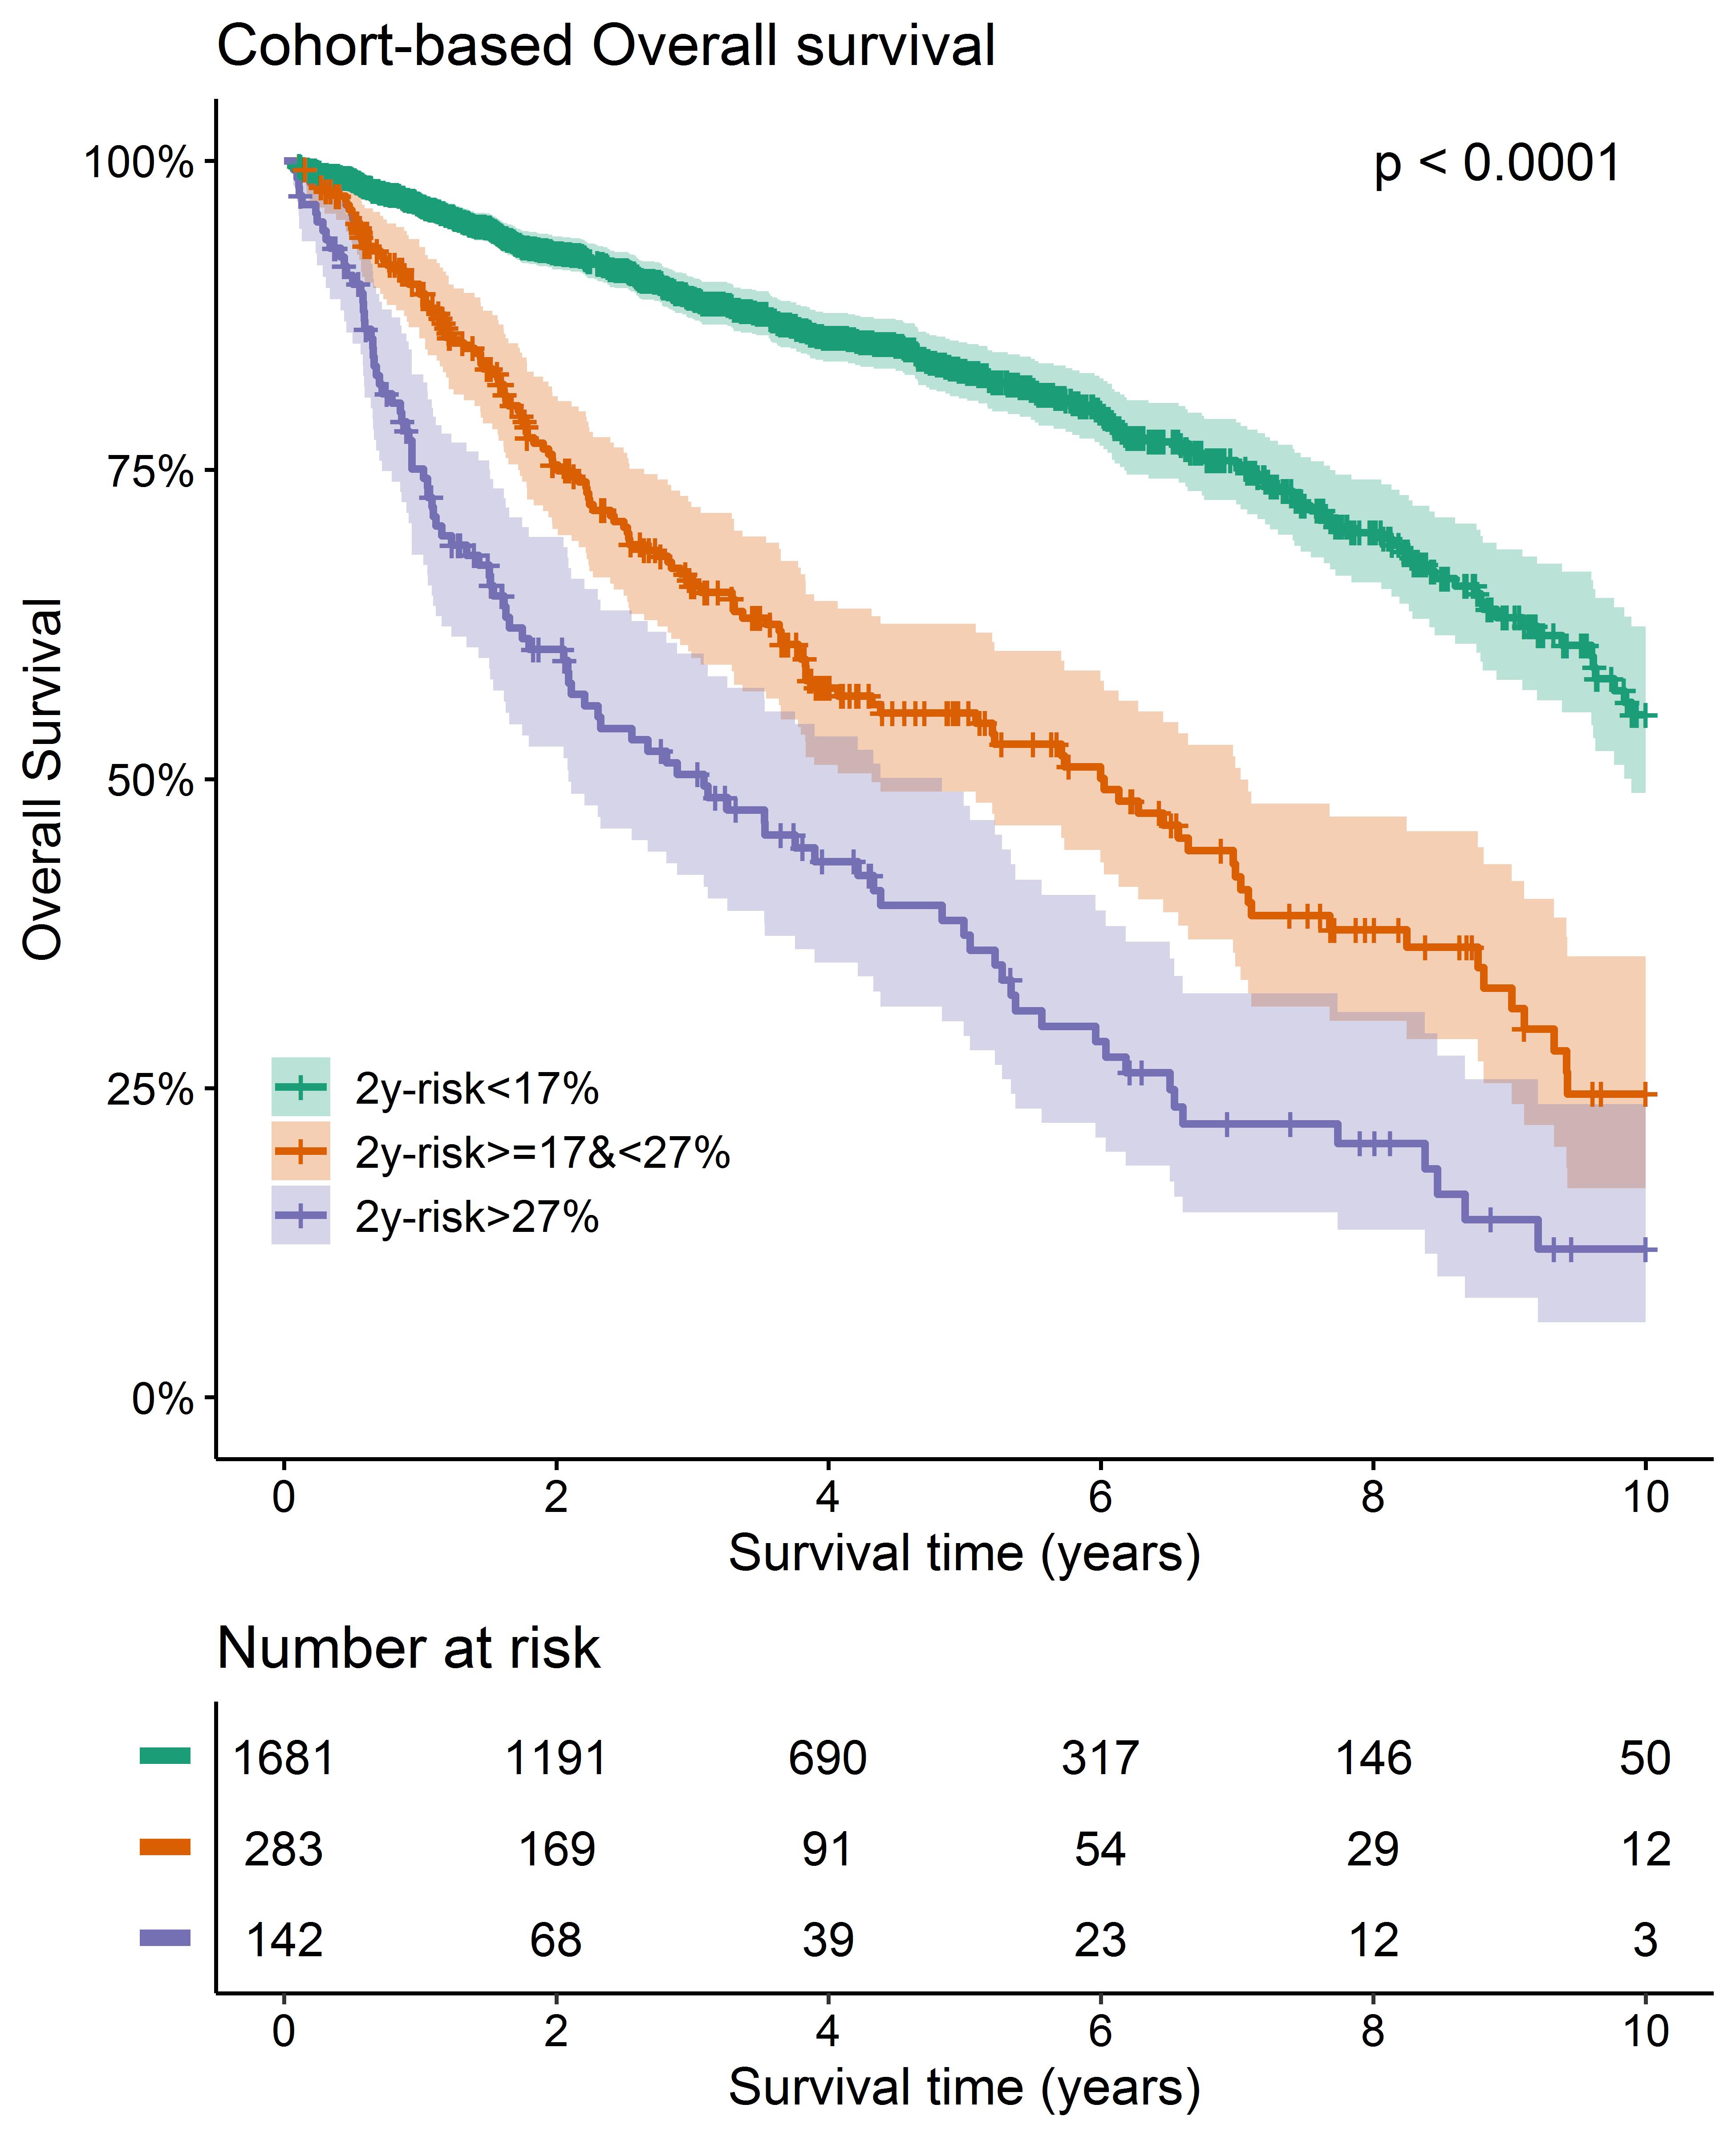 Cohort-based Overall survival
p < 0.0001
100%
75%
50%
25%
0%
Overall Survival
2y-risk<17%
2y-risk>=17&<27%
2y-risk>27%
0 2 4 6 8 10
Survival time (years)
Number at risk
1681 1191 690 317 146 50
283 169 91 54 29 12
142 68 39 23 12 3
0 2 4 6 8 10
Survival time (years)